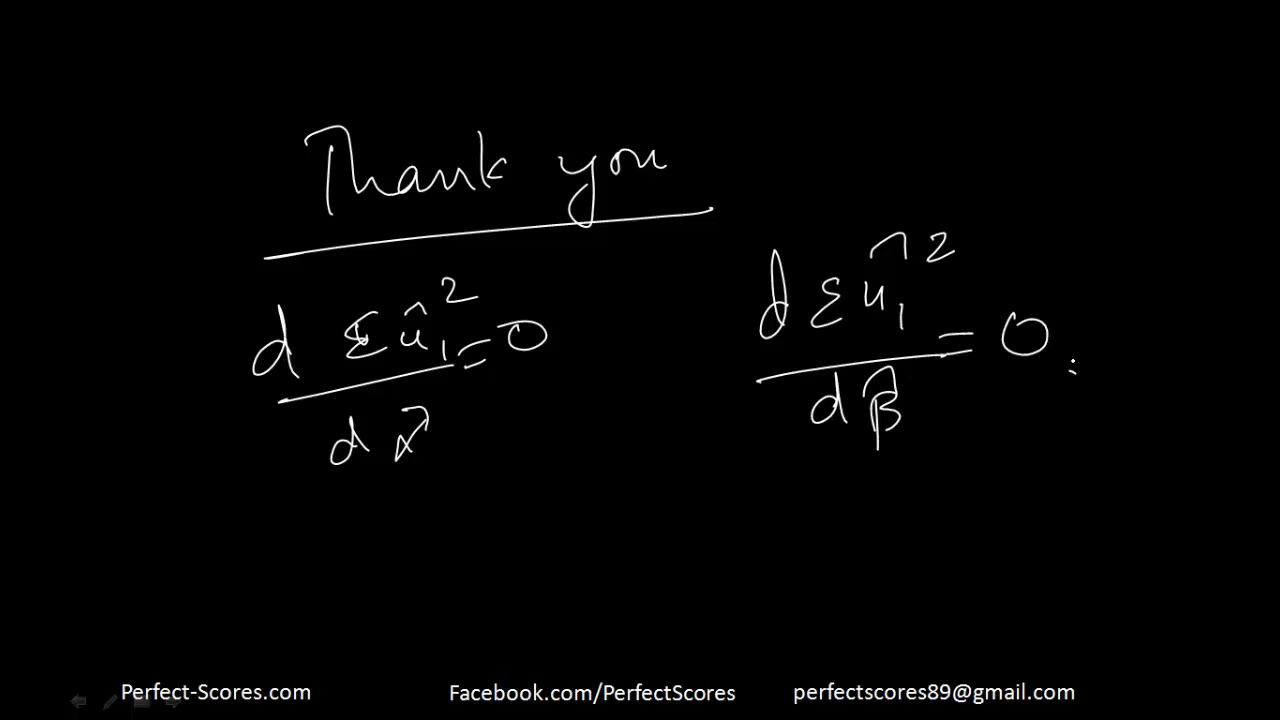 Thank you
d Σû₁² = 0
dα̂
d Σû₁² = 0
dβ̂
Perfect-Scores.com Facebook.com/PerfectScores perfectscores89@gmail.com